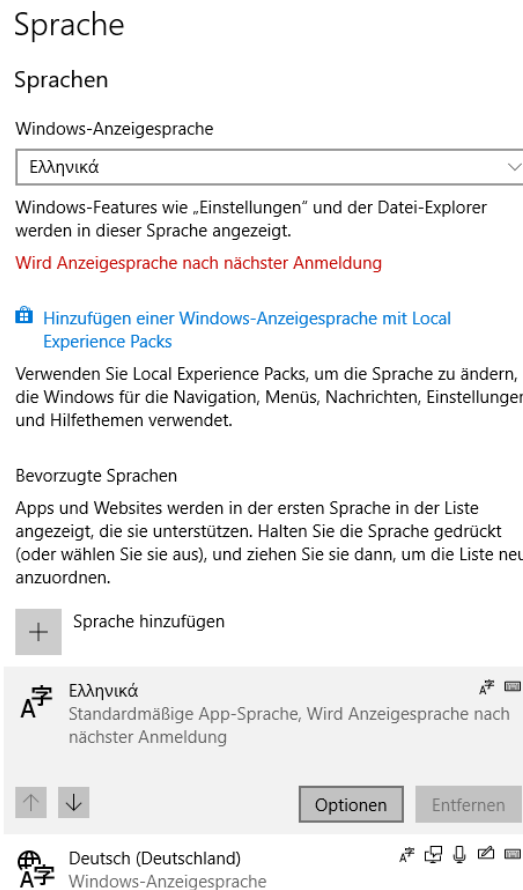 Sprache
Sprachen
Windows-Anzeigesprache
Ελληνικά
Windows-Features wie „Einstellungen“ und der Datei-Explorer
werden in dieser Sprache angezeigt.
Wird Anzeigesprache nach nächster Anmeldung
Hinzufügen einer Windows-Anzeigesprache mit Local
Experience Packs
Verwenden Sie Local Experience Packs, um die Sprache zu ändern,
die Windows für die Navigation, Menüs, Nachrichten, Einstellungen
und Hilfethemen verwendet.
Bevorzugte Sprachen
Apps und Websites werden in der ersten Sprache in der Liste
angezeigt, die sie unterstützen. Halten Sie die Sprache gedrückt
(oder wählen Sie sie aus), und ziehen Sie sie dann, um die Liste neu
anzuordnen.
Sprache hinzufügen
Ελληνικά
Standardmäßige App-Sprache, Wird Anzeigesprache nach
nächster Anmeldung
Optionen Entfernen
Deutsch (Deutschland)
Windows-Anzeigesprache